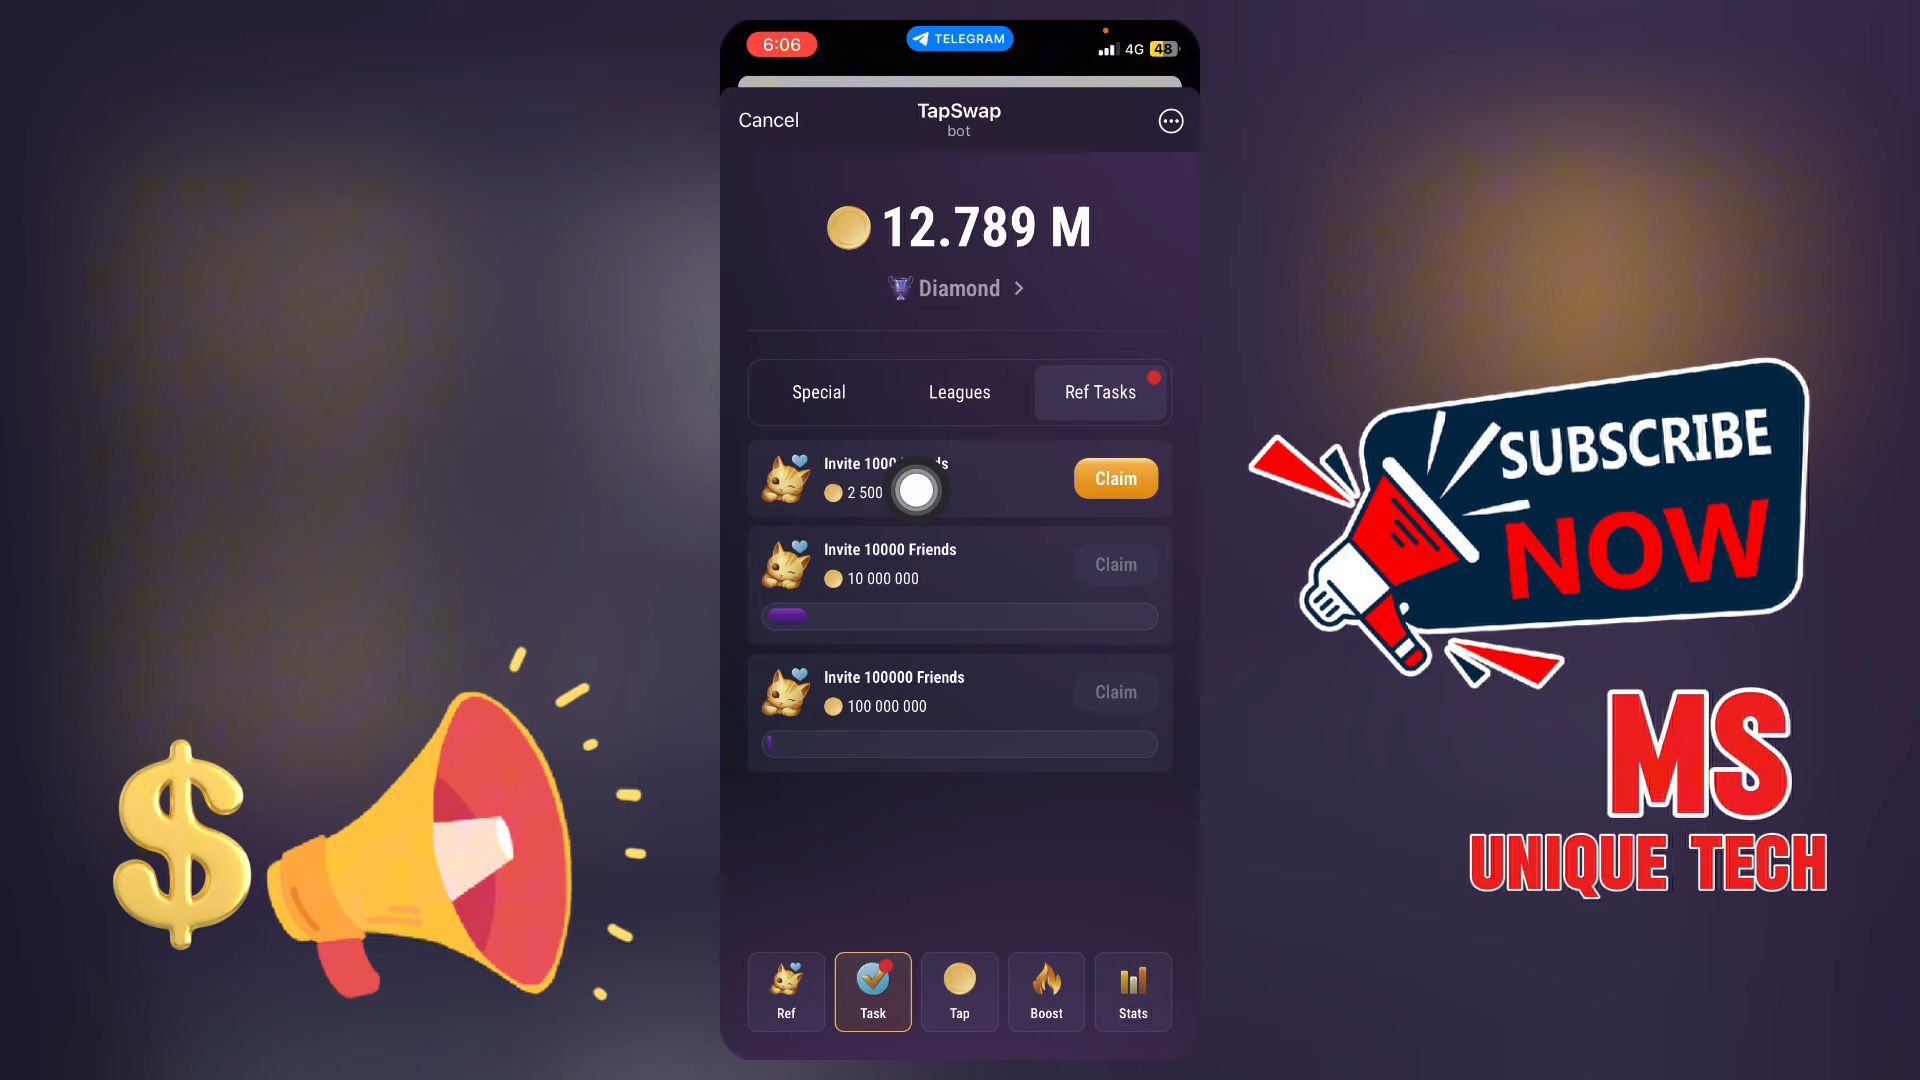 6:06
TELEGRAM
4G
48
Cancel
TapSwap
bot
12.789 M
Diamond
Special
Leagues
Ref Tasks
Invite 1000
2 500
Claim
Invite 10000 Friends
10 000 000
Claim
Invite 100000 Friends
100 000 000
Claim
Ref
Task
Tap
Boost
Stats
SUBSCRIBE
NOW
MS
UNIQUE TECH